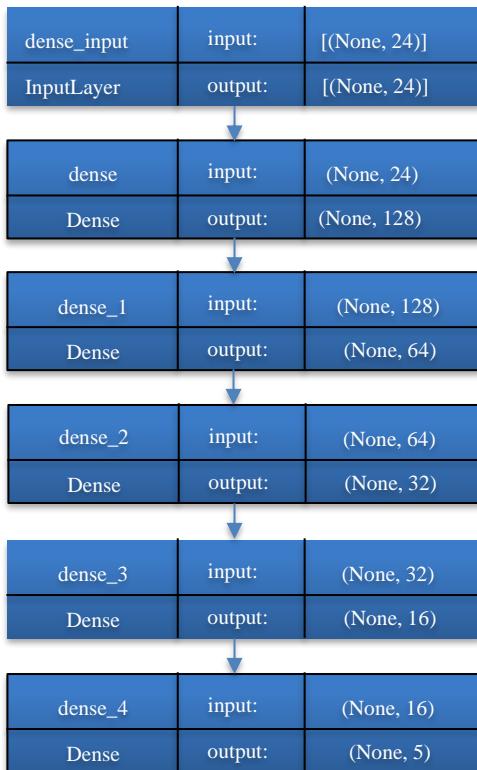 dense_input input: [(None, 24)]
InputLayer output: [(None, 24)]
dense input: (None, 24)
Dense output: (None, 128)
dense_1 input: (None, 128)
Dense output: (None, 64)
dense_2 input: (None, 64)
Dense output: (None, 32)
dense_3 input: (None, 32)
Dense output: (None, 16)
dense_4 input: (None, 16)
Dense output: (None, 5)